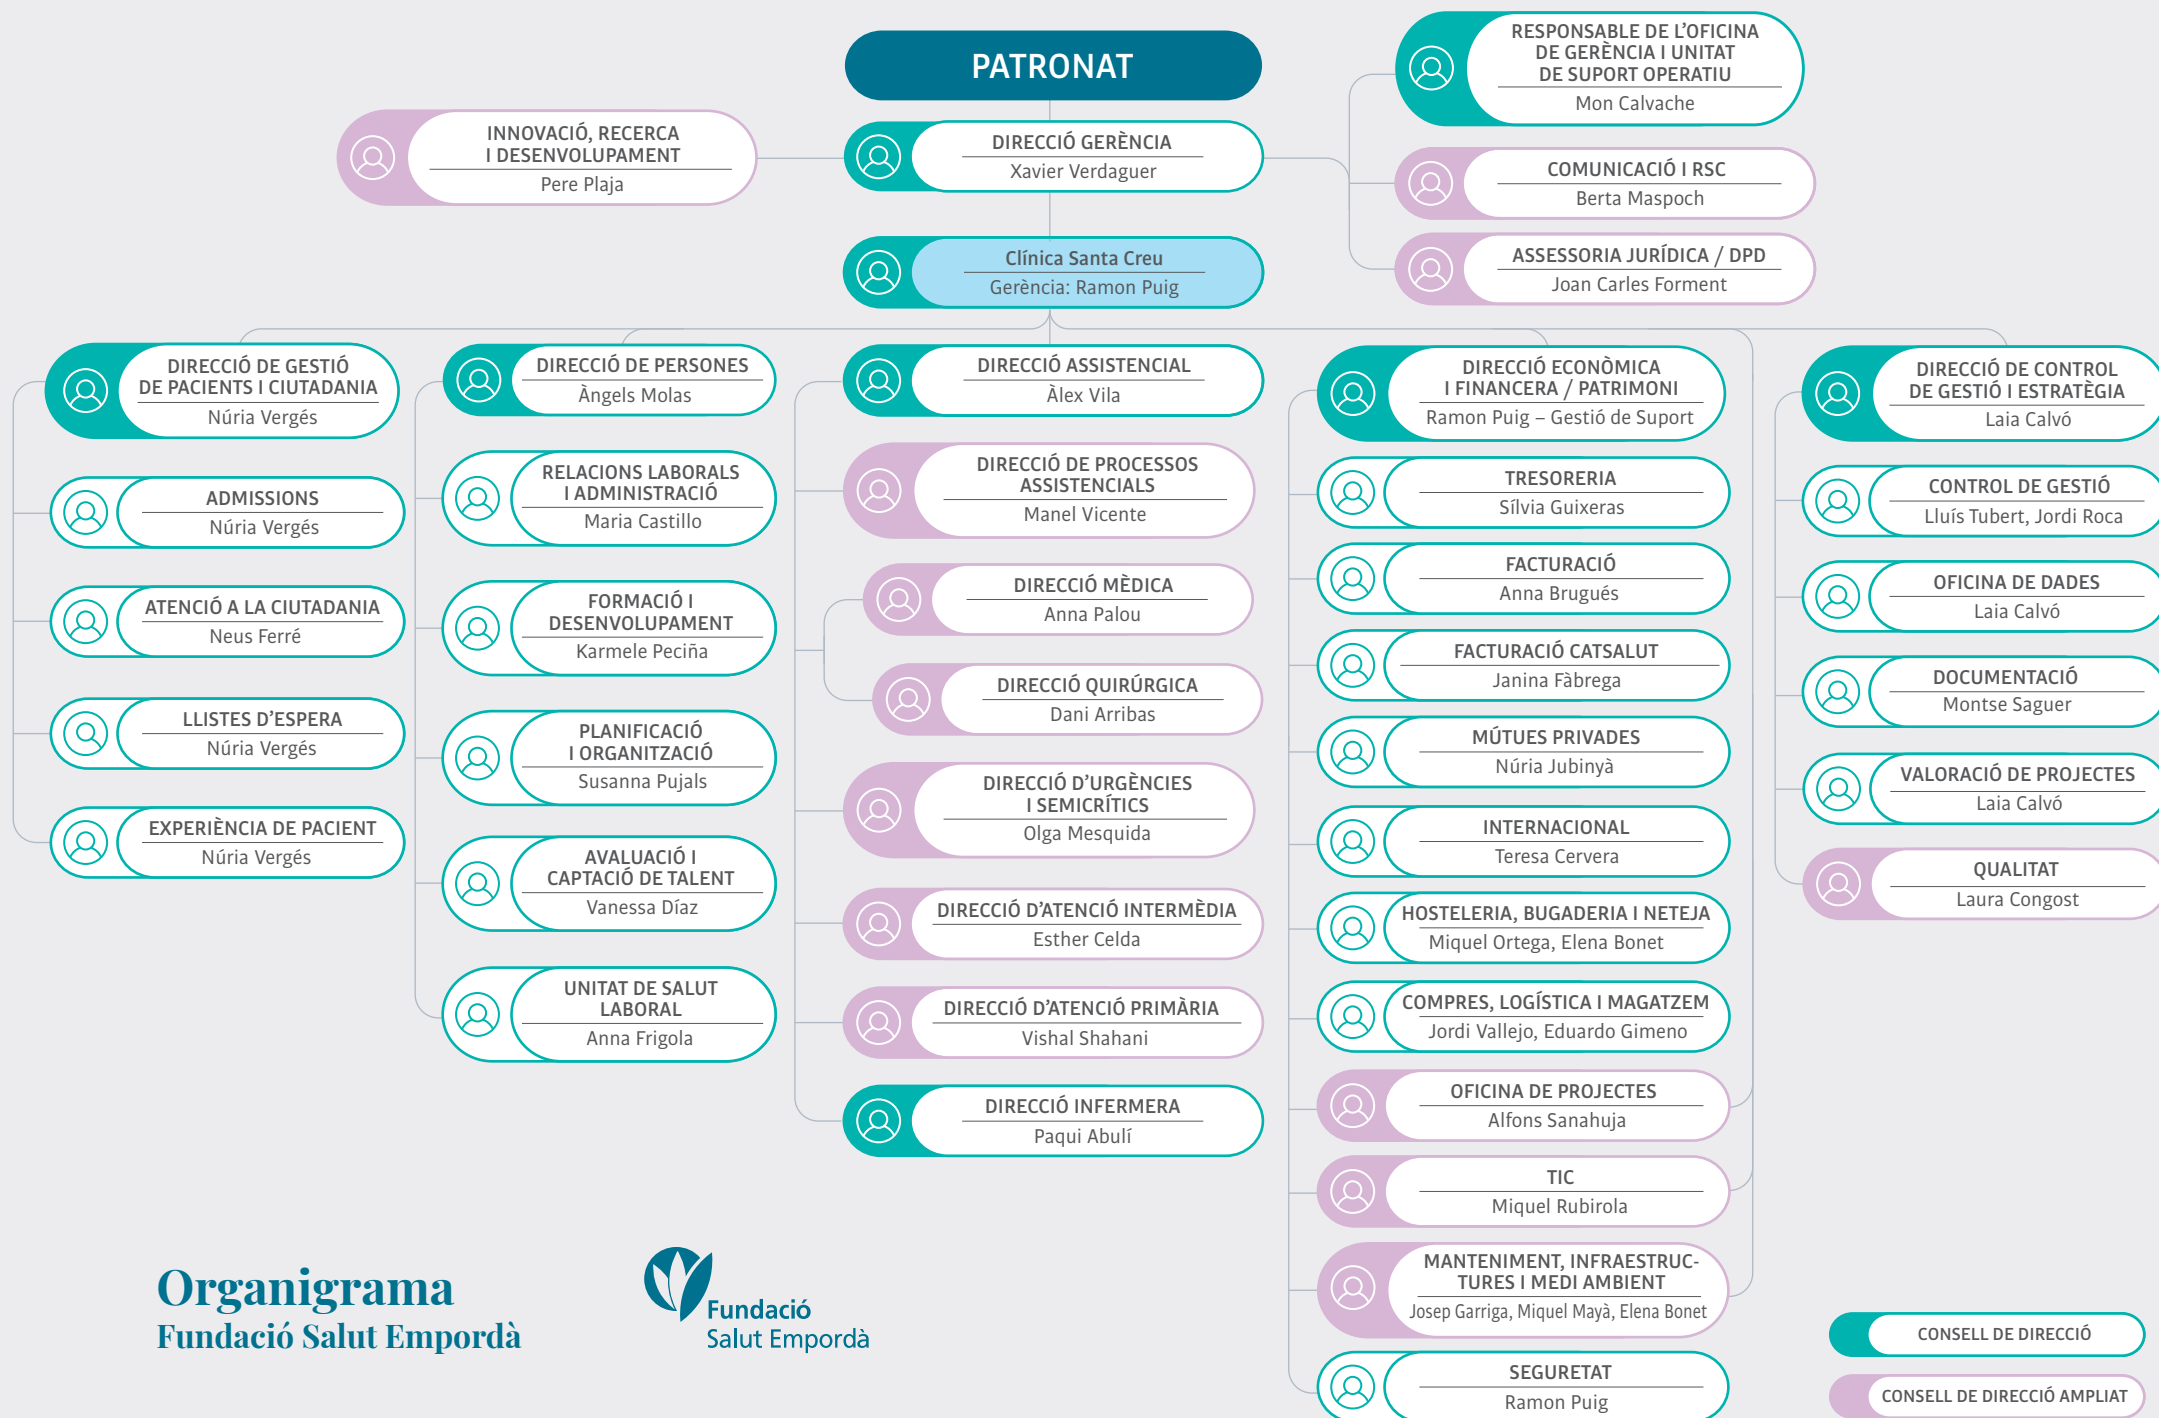 PATRONAT
RESPONSABLE DE L'OFICINA
DE GERÈNCIA I UNITAT
DE SUPORT OPERATIU
Mon Calvache
INNOVACIÓ, RECERCA
I DESENVOLUPAMENT
Pere Plaja
DIRECCIÓ GERÈNCIA
Xavier Verdaguer
COMUNICACIÓ I RSC
Berta Maspoch
Clínica Santa Creu
Gerència: Ramon Puig
ASSESSORIA JURÍDICA / DPD
Joan Carles Forment
DIRECCIÓ DE GESTIÓ
DE PACIENTS I CIUTADANIA
Núria Vergés
ADMISSIONS
Núria Vergés
ATENCIÓ A LA CIUTADANIA
Neus Ferré
LLISTES D'ESPERA
Núria Vergés
EXPERIÈNCIA DE PACIENT
Núria Vergés
DIRECCIÓ DE PERSONES
Àngels Molas
RELACIONS LABORALS
I ADMINISTRACIÓ
Maria Castillo
FORMACIÓ I
DESENVOLUPAMENT
Karmele Peciña
PLANIFICACIÓ
I ORGANITZACIÓ
Susanna Pujals
AVALUACIÓ I
CAPTACIÓ DE TALENT
Vanessa Díaz
UNITAT DE SALUT
LABORAL
Anna Frigola
DIRECCIÓ ASSISTENCIAL
Àlex Vila
DIRECCIÓ DE PROCESSOS
ASSISTENCIALS
Manel Vicente
DIRECCIÓ MÈDICA
Anna Palou
DIRECCIÓ QUIRÚRGICA
Dani Arribas
DIRECCIÓ D'URGÈNCIES
I SEMICRÍTICS
Olga Mesquida
DIRECCIÓ D'ATENCIÓ INTERMÈDIA
Esther Celda
DIRECCIÓ D'ATENCIÓ PRIMÀRIA
Vishal Shahani
DIRECCIÓ INFERMERA
Paqui Abulí
DIRECCIÓ ECONÒMICA
I FINANCERA / PATRIMONI
Ramon Puig – Gestió de Suport
TRESORERIA
Sílvia Guixeras
FACTURACIÓ
Anna Brugués
FACTURACIÓ CATSALUT
Janina Fàbrega
MÚTUES PRIVADES
Núria Jubinyà
INTERNACIONAL
Teresa Cervera
HOSTELERIA, BUGADERIA I NETEJA
Miquel Ortega, Elena Bonet
COMPRES, LOGÍSTICA I MAGATZEM
Jordi Vallejo, Eduardo Gimeno
OFICINA DE PROJECTES
Alfons Sanahuja
TIC
Miquel Rubirola
MANTENIMENT, INFRAESTRUC-
TURES I MEDI AMBIENT
Josep Garriga, Miquel Mayà, Elena Bonet
SEGURETAT
Ramon Puig
DIRECCIÓ DE CONTROL
DE GESTIÓ I ESTRATÈGIA
Laia Calvó
CONTROL DE GESTIÓ
Lluís Tubert, Jordi Roca
OFICINA DE DADES
Laia Calvó
DOCUMENTACIÓ
Montse Saguer
VALORACIÓ DE PROJECTES
Laia Calvó
QUALITAT
Laura Congost
Organigrama
Fundació Salut Empordà
Fundació
Salut Empordà
CONSELL DE DIRECCIÓ
CONSELL DE DIRECCIÓ AMPLIAT